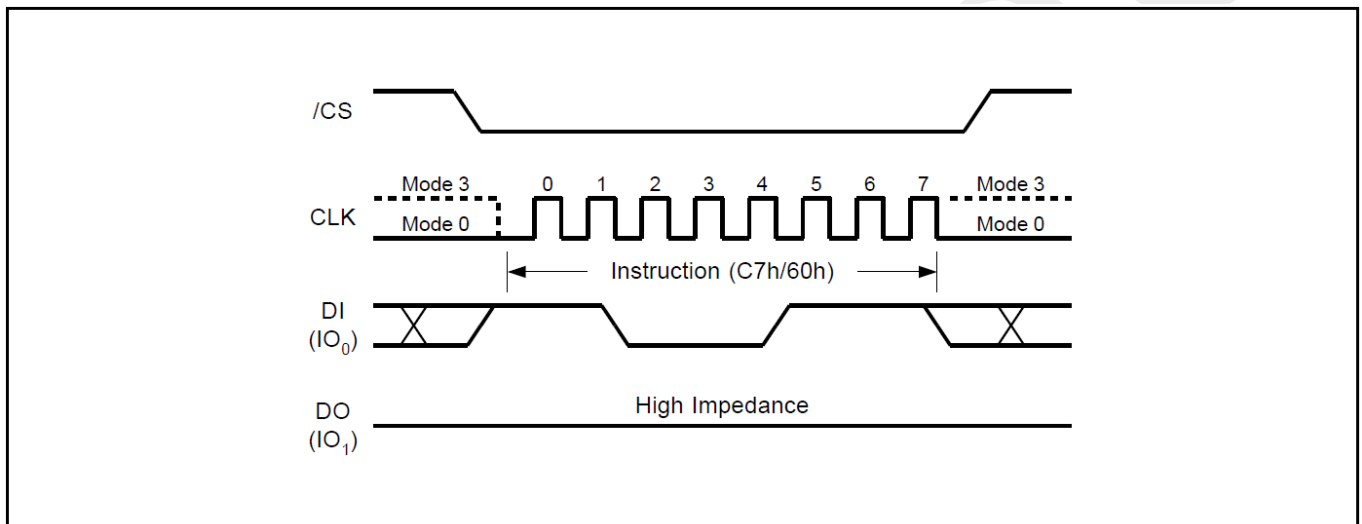 /CS
Mode 3 0 1 2 3 4 5 6 7 Mode 3
CLK
Mode 0 Mode 0
Instruction (C7h/60h)
DI
(IO0)
High Impedance
DO
(IO1)